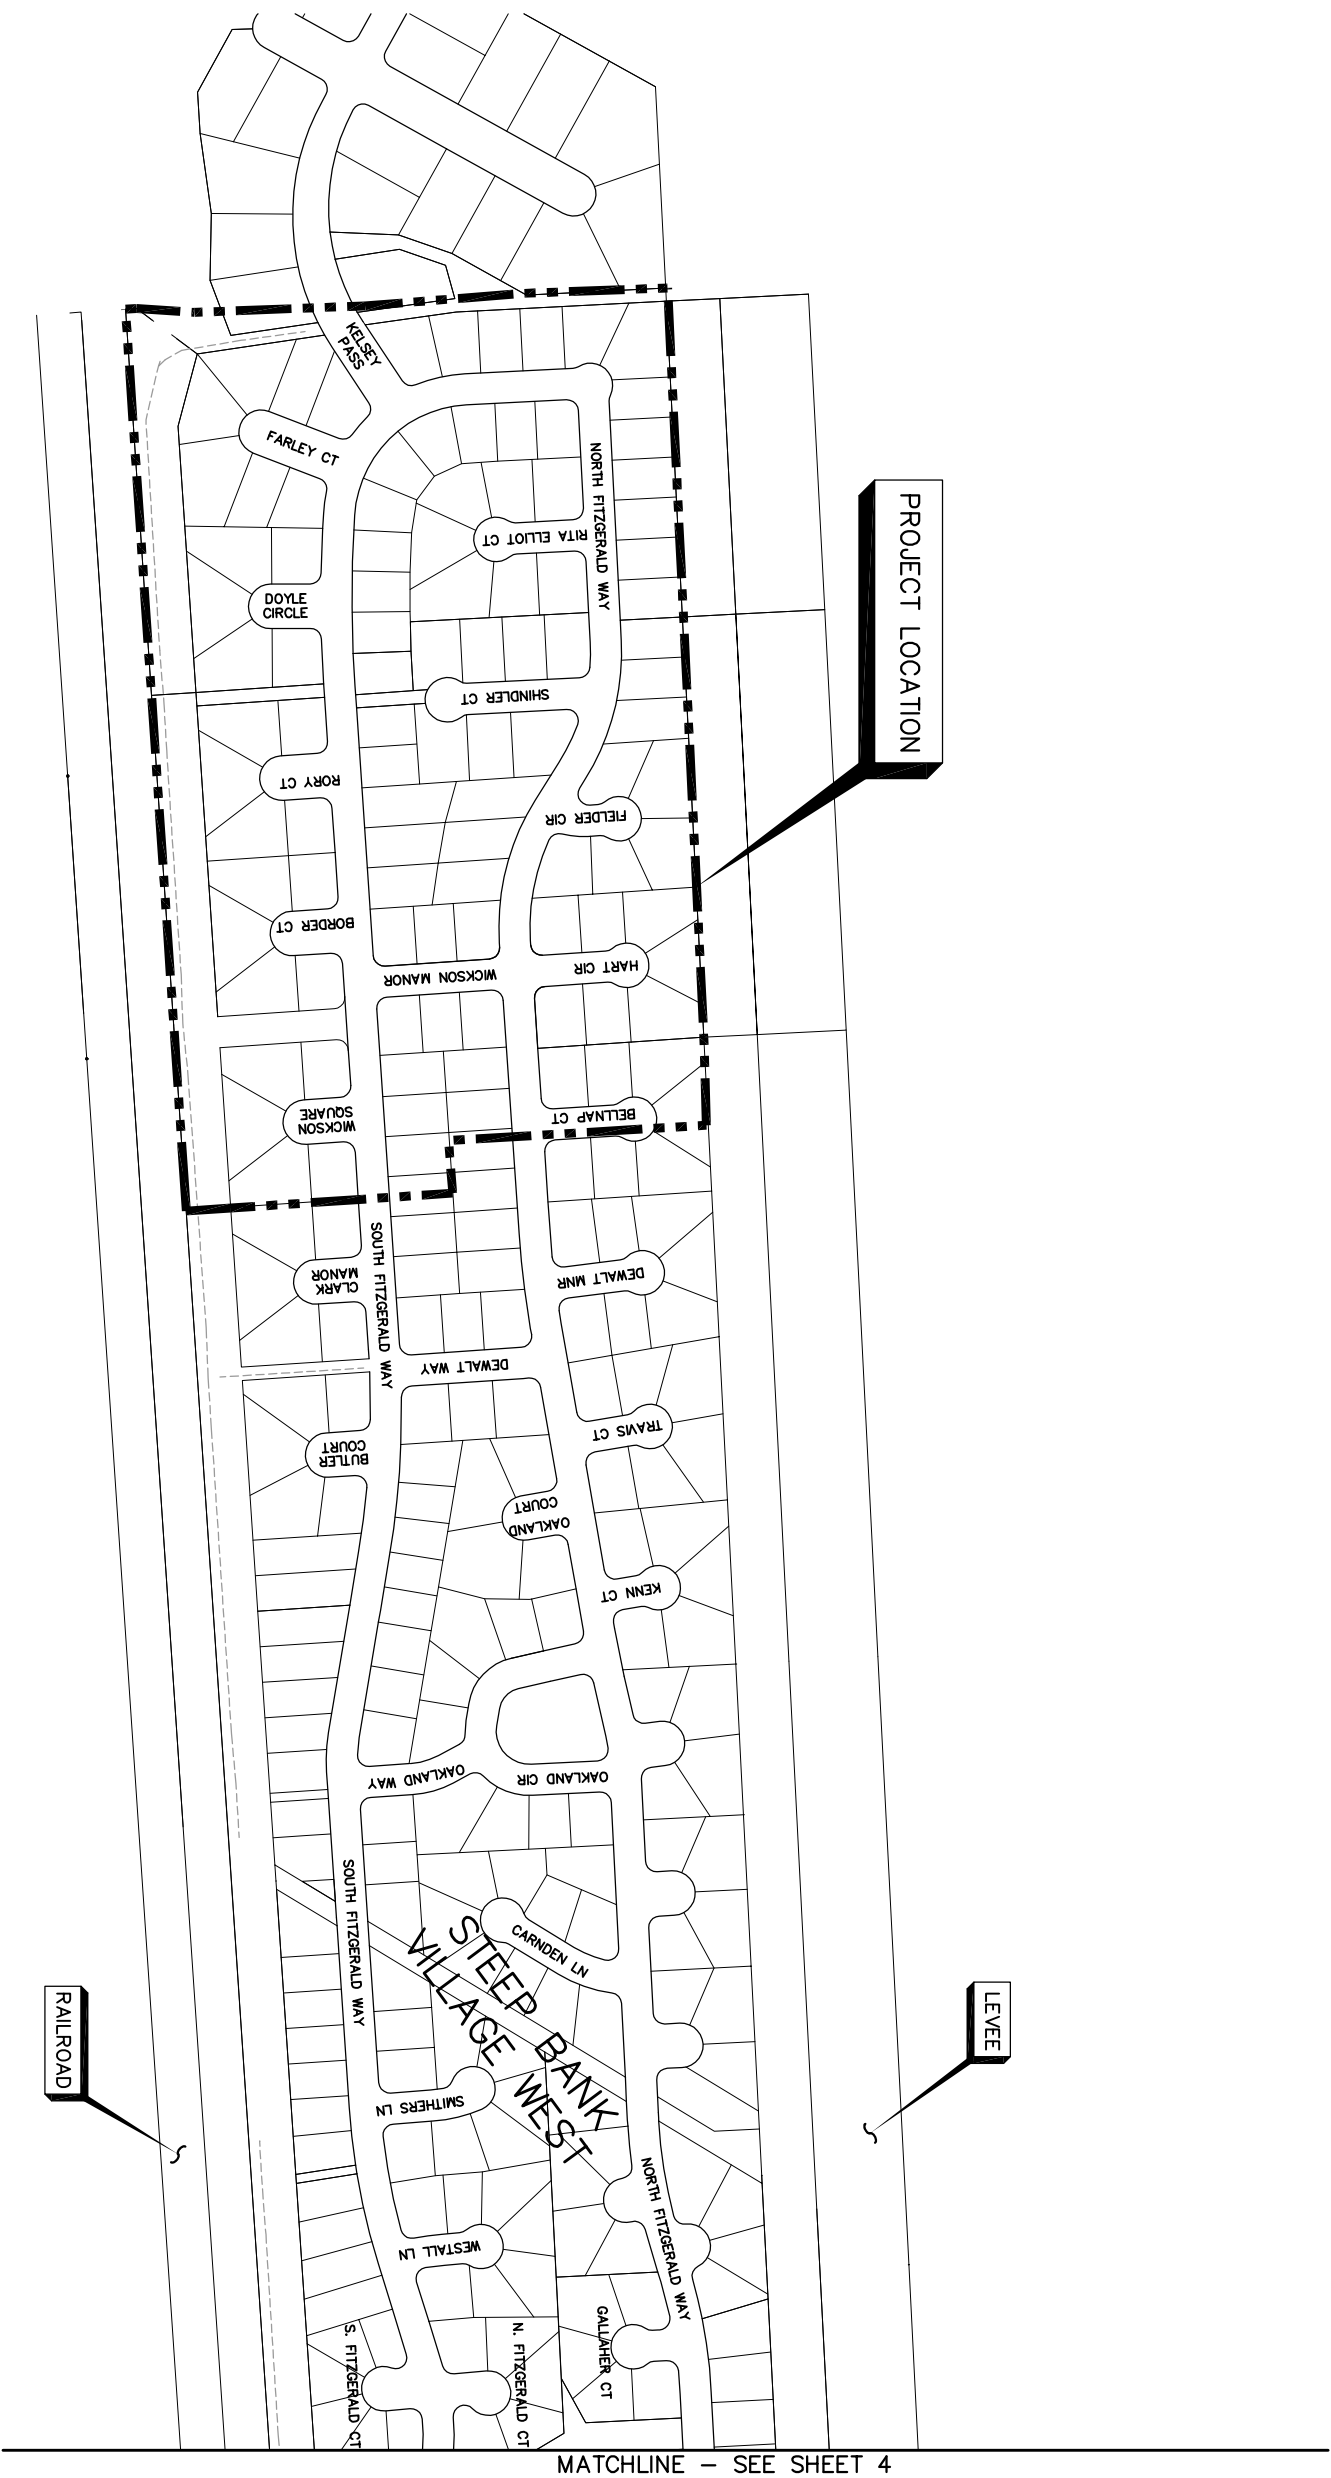 KELSEY
PASS
FARLEY CT
NORTH FITZGERALD WAY
RITA ELLIOT CT
PROJECT LOCATION
DOYLE
CIRCLE
SHINDLER CT
RORY CT
FIELDER CIR
BORDER CT
WICKSON MANOR
HART CIR
WICKSON
SQUARE
BELLNAP CT
SOUTH FITZGERALD WAY
CLARK
MANOR
DEWALT MNR
DEWALT WAY
TRAVIS CT
BUTLER
COURT
OAKLAND
COURT
KENN CT
OAKLAND WAY
OAKLAND CIR
SOUTH FITZGERALD WAY
CARNDEN LN
STEEP BANK
VILLAGE WEST
RAILROAD
LEVEE
SMITHERS LN
NORTH FITZGERALD WAY
WESTALL LN
GALLAHER CT
S. FITZGERALD CT
N. FITZGERALD CT
MATCHLINE – SEE SHEET 4